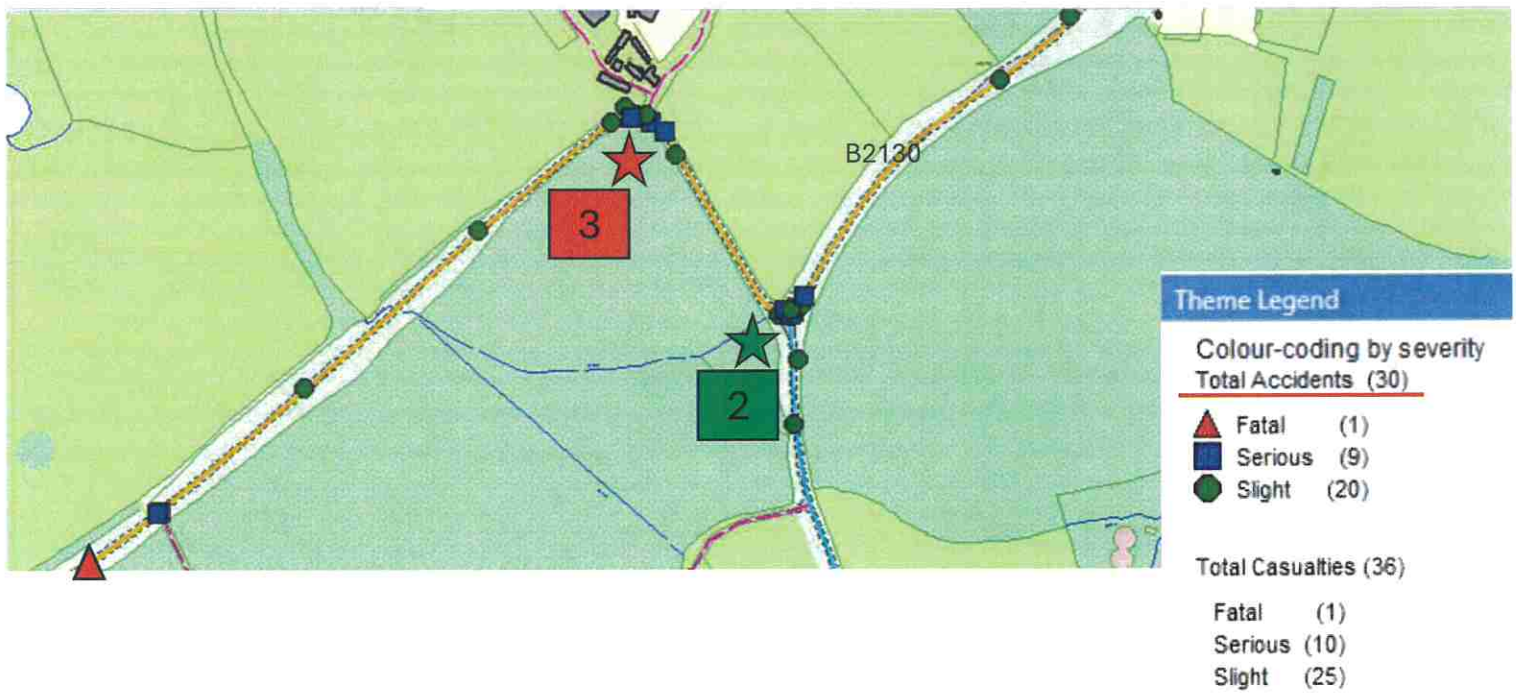 B2130
3
2
Theme Legend
Colour-coding by severity
Total Accidents (30)
Fatal (1)
Serious (9)
Slight (20)
Total Casualties (36)
Fatal (1)
Serious (10)
Slight (25)